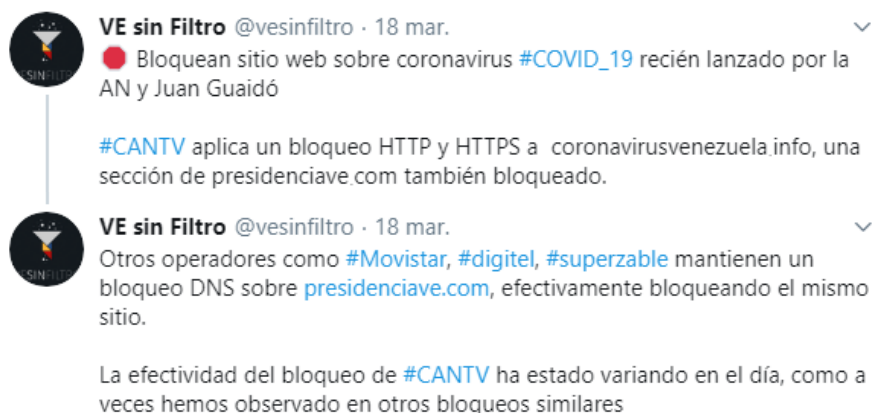 VE sin Filtro @vesinfiltro · 18 mar.
Bloquean sitio web sobre coronavirus #COVID_19 recién lanzado por la
AN y Juan Guaidó
#CANTV aplica un bloqueo HTTP y HTTPS a coronavirusvenezuela.info, una
sección de presidenciave.com también bloqueado.
VE sin Filtro @vesinfiltro · 18 mar.
Otros operadores como #Movistar, #digitel, #superzable mantienen un
bloqueo DNS sobre presidenciave.com, efectivamente bloqueando el mismo
sitio.
La efectividad del bloqueo de #CANTV ha estado variando en el día, como a
veces hemos observado en otros bloqueos similares